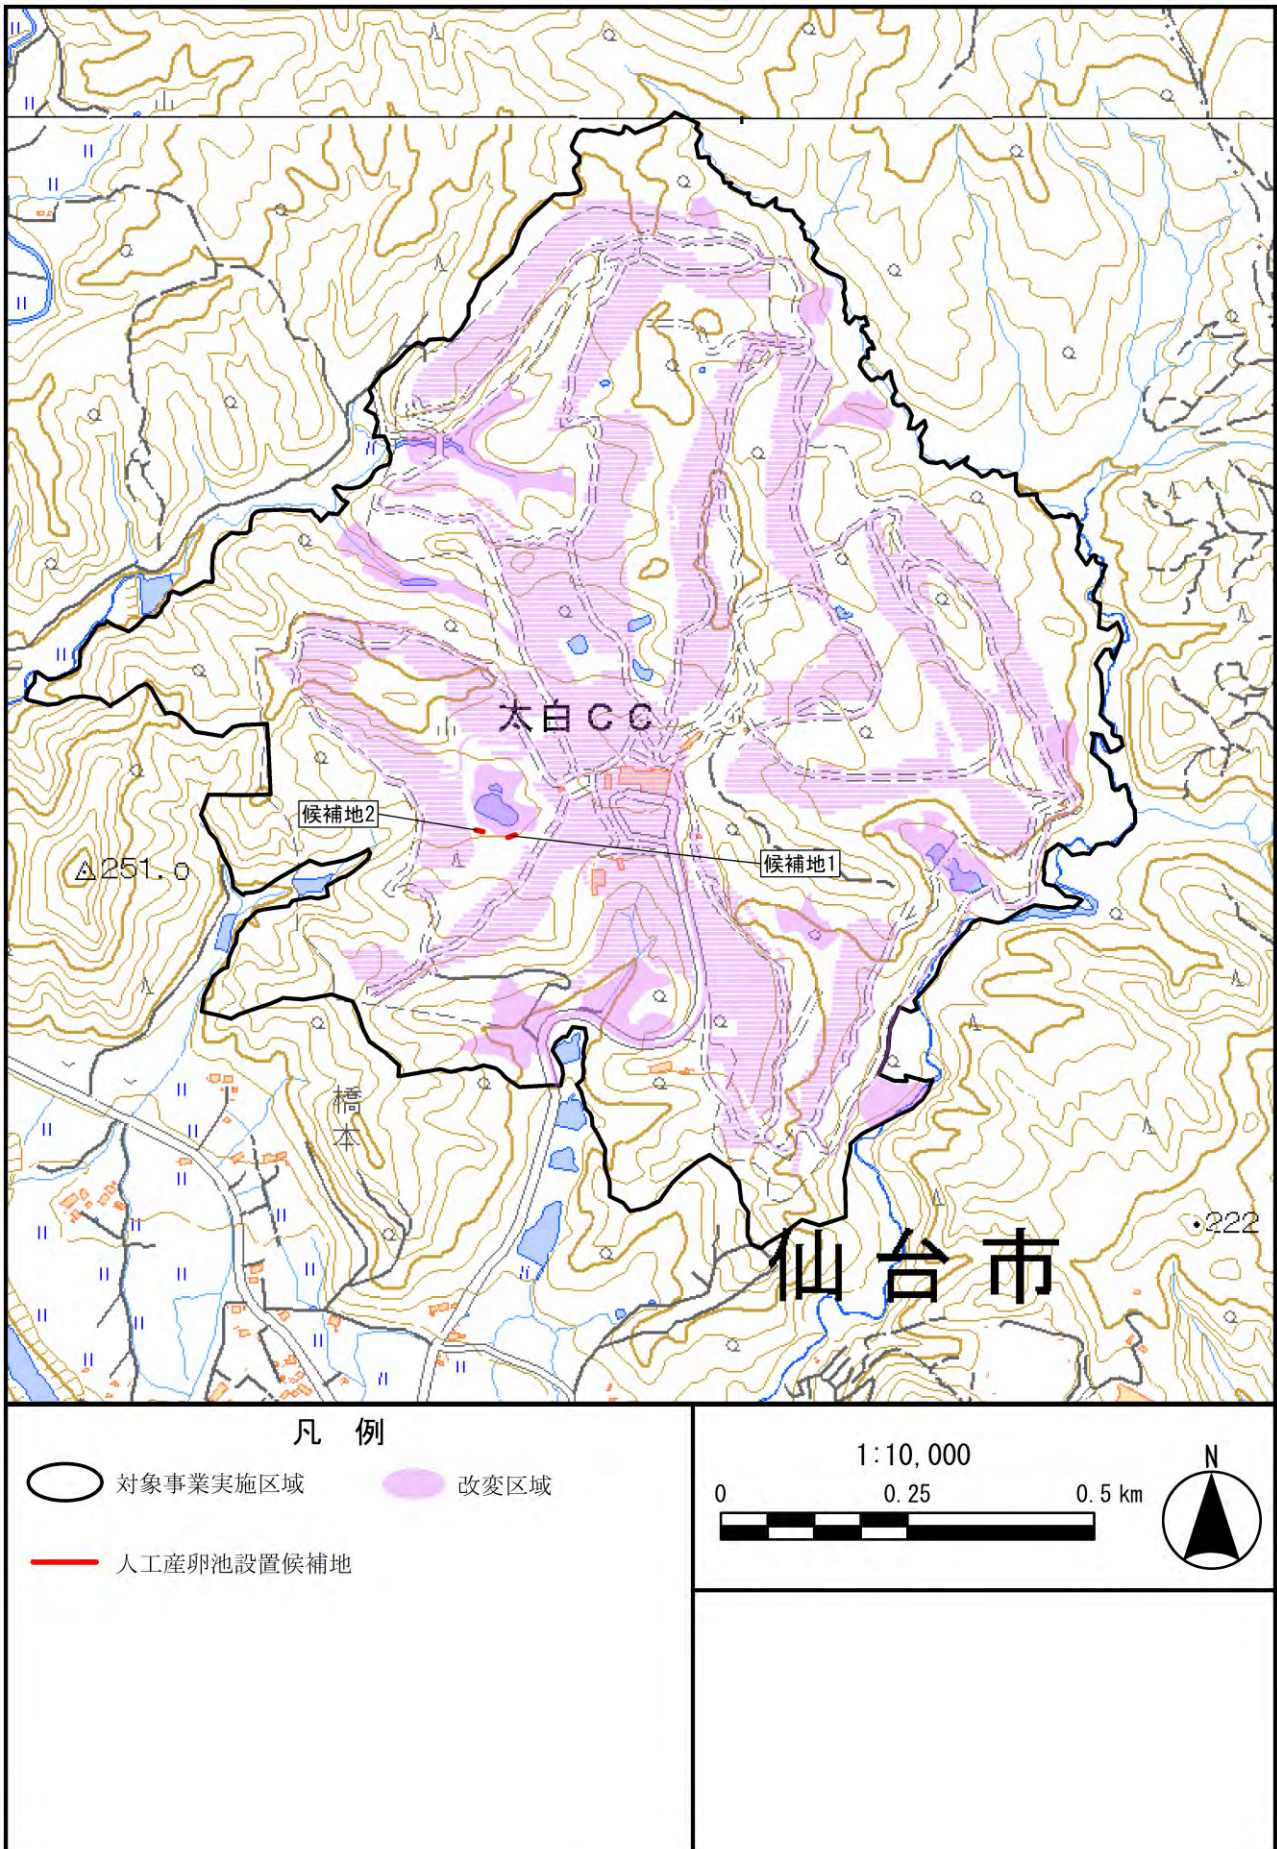 太白CC
候補地2
候補地1
251.0
橋本
222
仙台市
凡 例
対象事業実施区域
改変区域
人工産卵池設置候補地
1:10,000
0 0.25 0.5 km
N